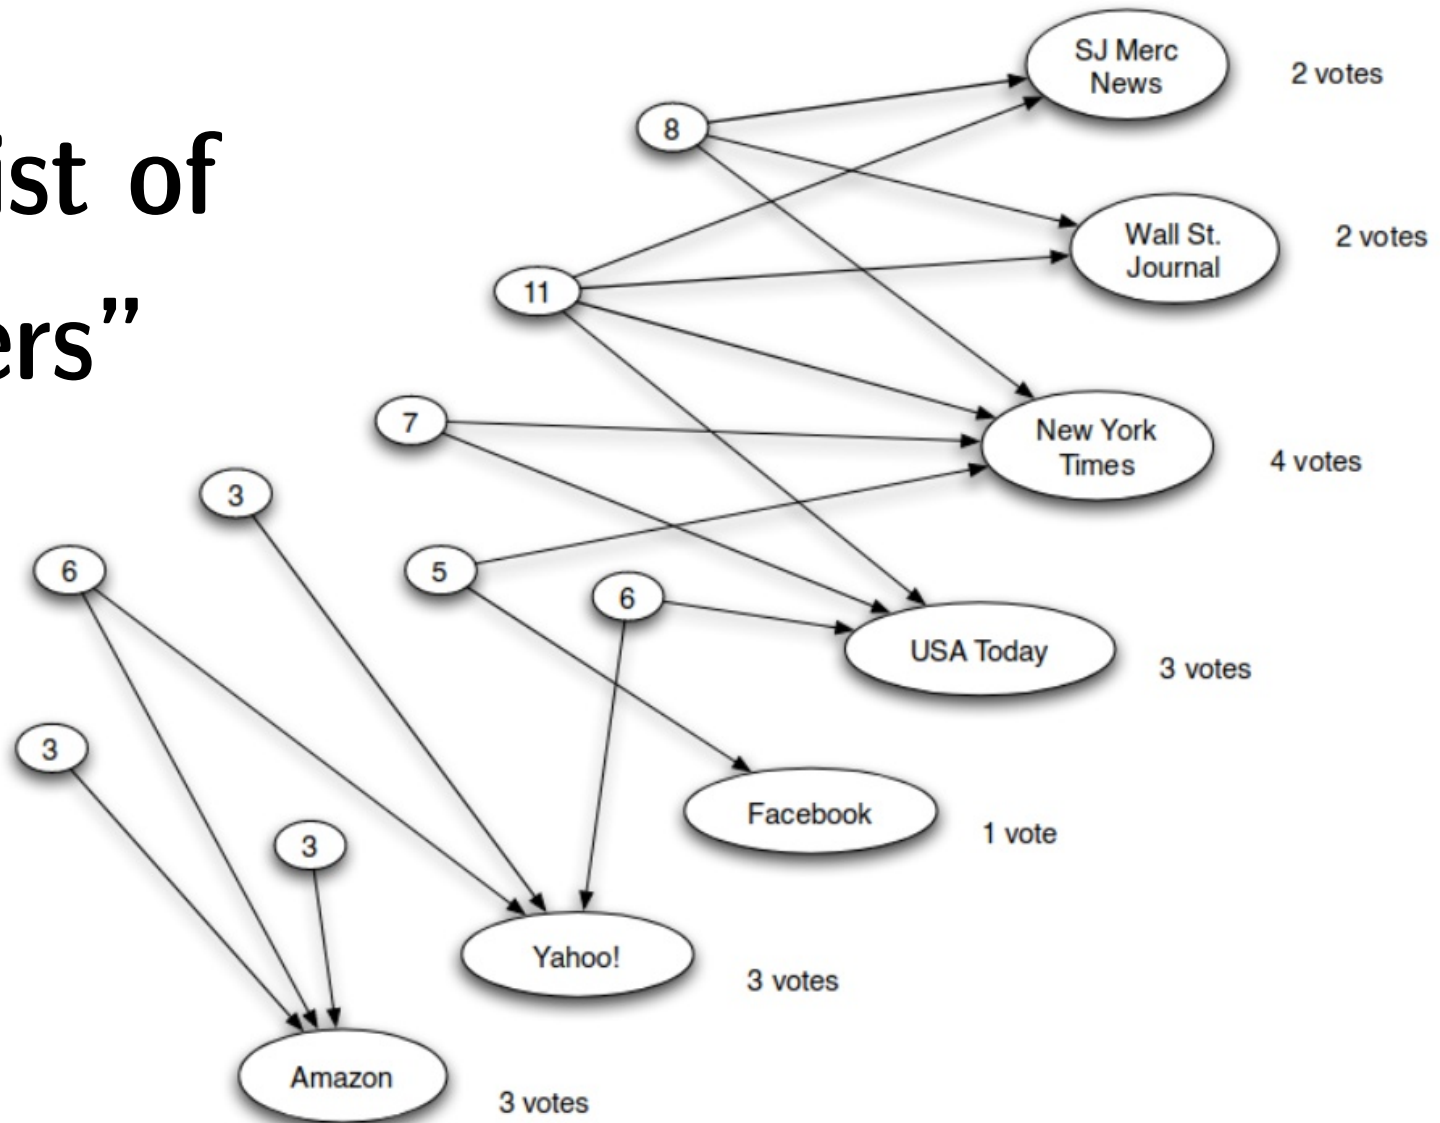 ist of
ers”
SJ Merc
News
2 votes
8
Wall St.
Journal
2 votes
11
New York
Times
4 votes
7
3
6
5
6
USA Today
3 votes
3
Facebook
1 vote
3
Yahoo!
3 votes
Amazon
3 votes